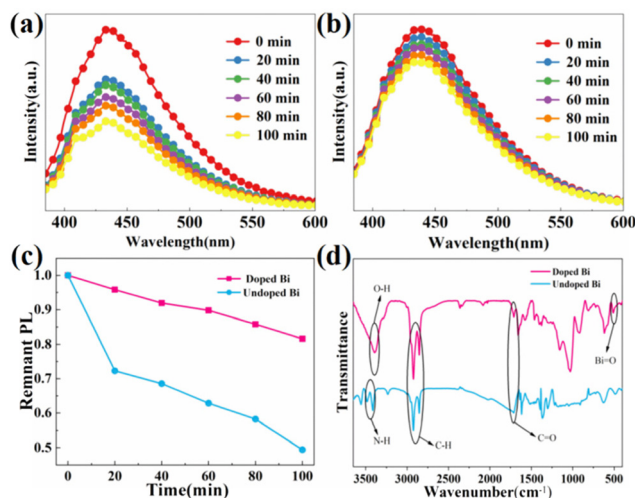 (a)
0 min
20 min
40 min
60 min
80 min
100 min
Intensity(a.u.)
400 450 500 550 600
Wavelength(nm)
(b)
0 min
20 min
40 min
60 min
80 min
100 min
Intensity(a.u.)
400 450 500 550 600
Wavelength(nm)
(c)
Doped Bi
Undoped Bi
Remnant PL
1.0
0.9
0.8
0.7
0.6
0.5
0 20 40 60 80 100
Time(min)
(d)
Doped Bi
Undoped Bi
Transmittance
O-H
Bi=O
N-H
C-H
C=O
3500 3000 2500 2000 1500 1000 500
Wavenumber(cm⁻¹)